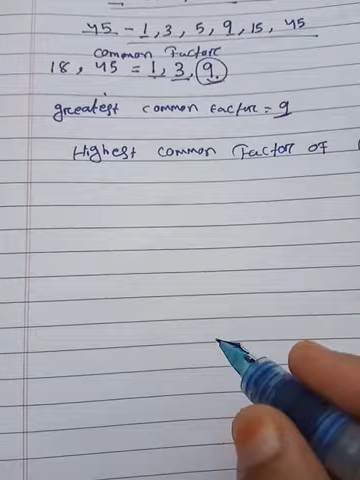 45 - 1, 3, 5, 9, 15, 45
common Factor
18, 45 = 1, 3, 9.
greatest common Factor = 9
Highest common Factor of